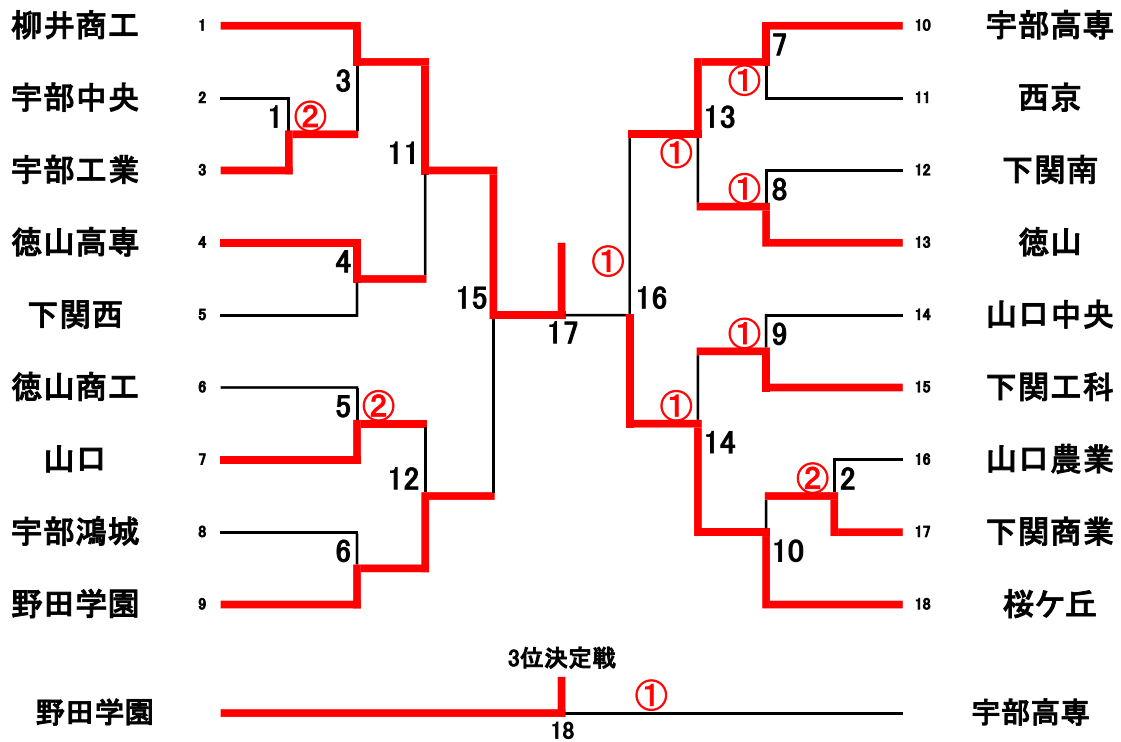 柳井商工 1 10 宇部高専
7
3 ①
宇部中央 2 11 西京
1 ② 13
11 ①
宇部工業 3 12 下関南
① 8
徳山高専 4 13 徳山
4 ①
15 16
下関西 5 14 山口中央
17 ① 9
徳山商工 6 15 下関工科
5 ② ①
14
山口 7 16 山口農業
12 ② 2
宇部鴻城 8 17 下関商業
6 10
野田学園 9 18 桜ケ丘
3位決定戦
①
野田学園 宇部高専
18